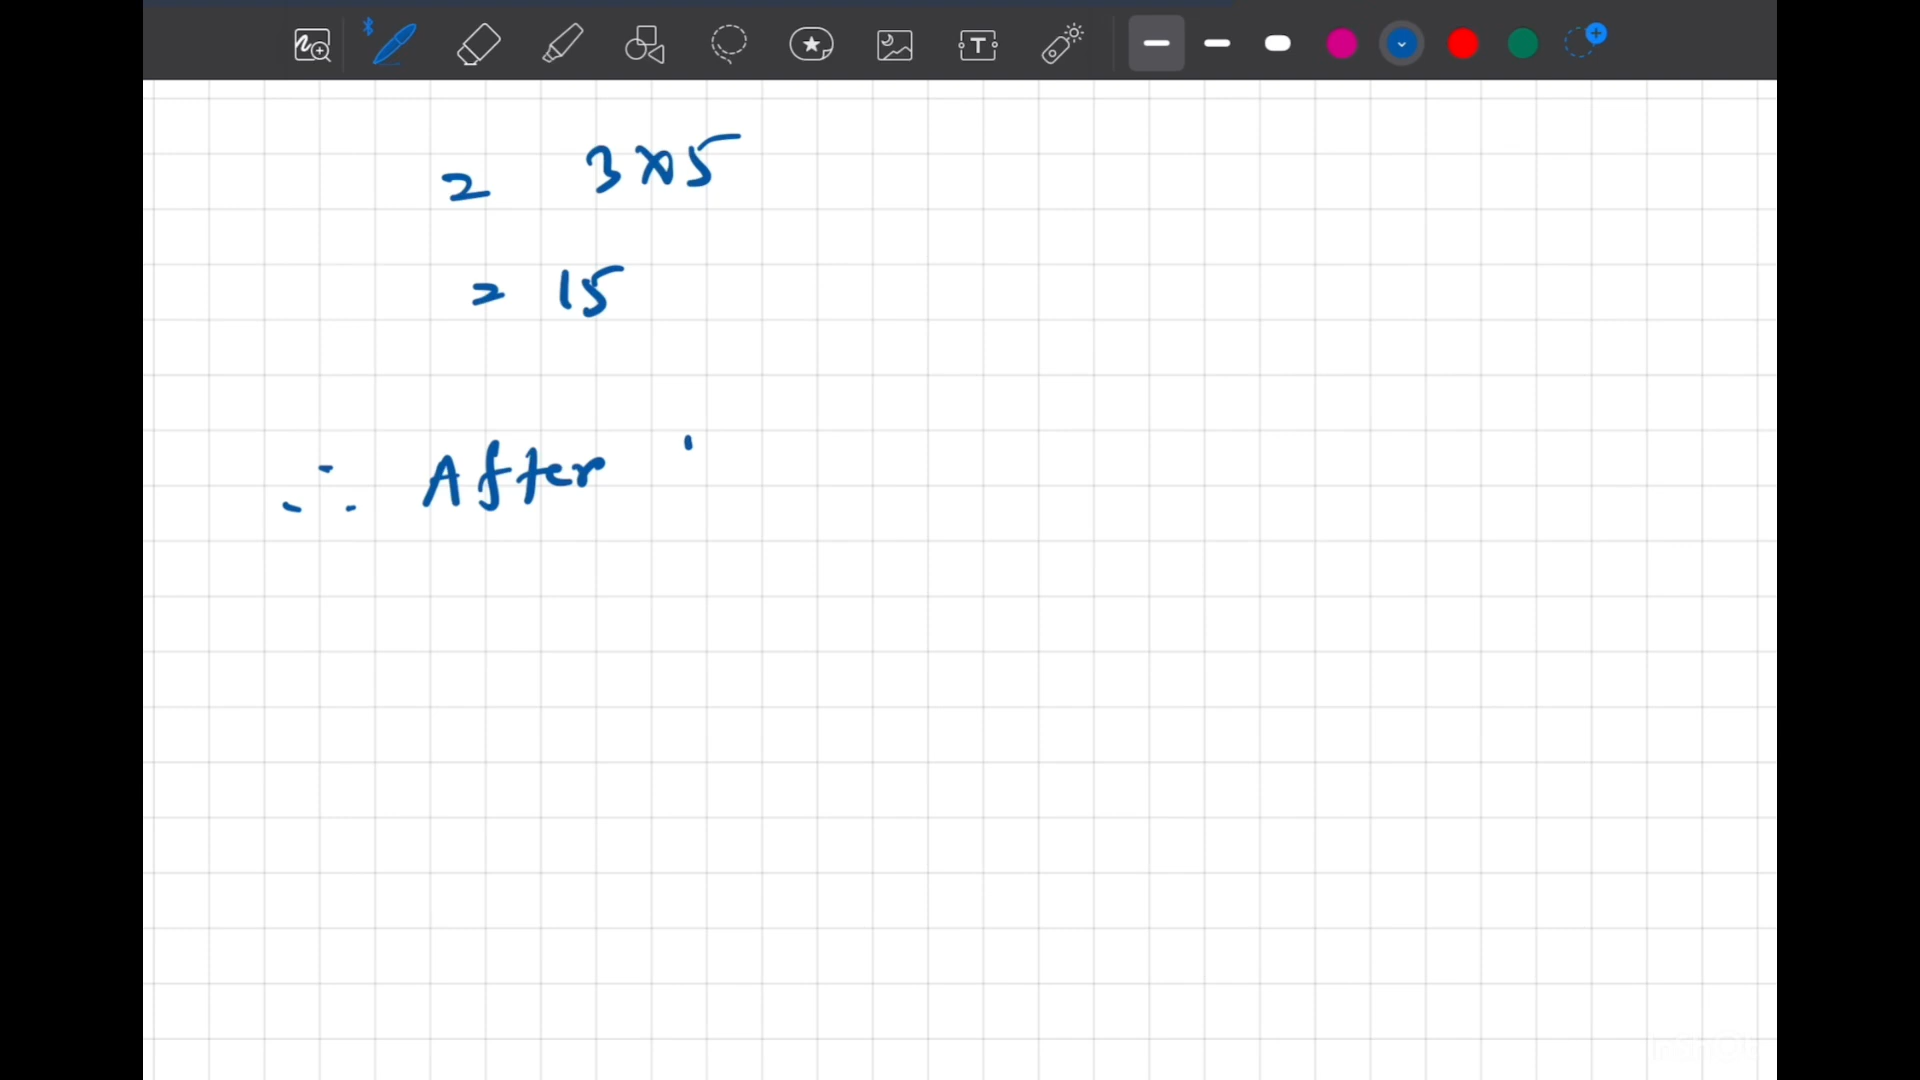 = 3×5
= 15
∴ After